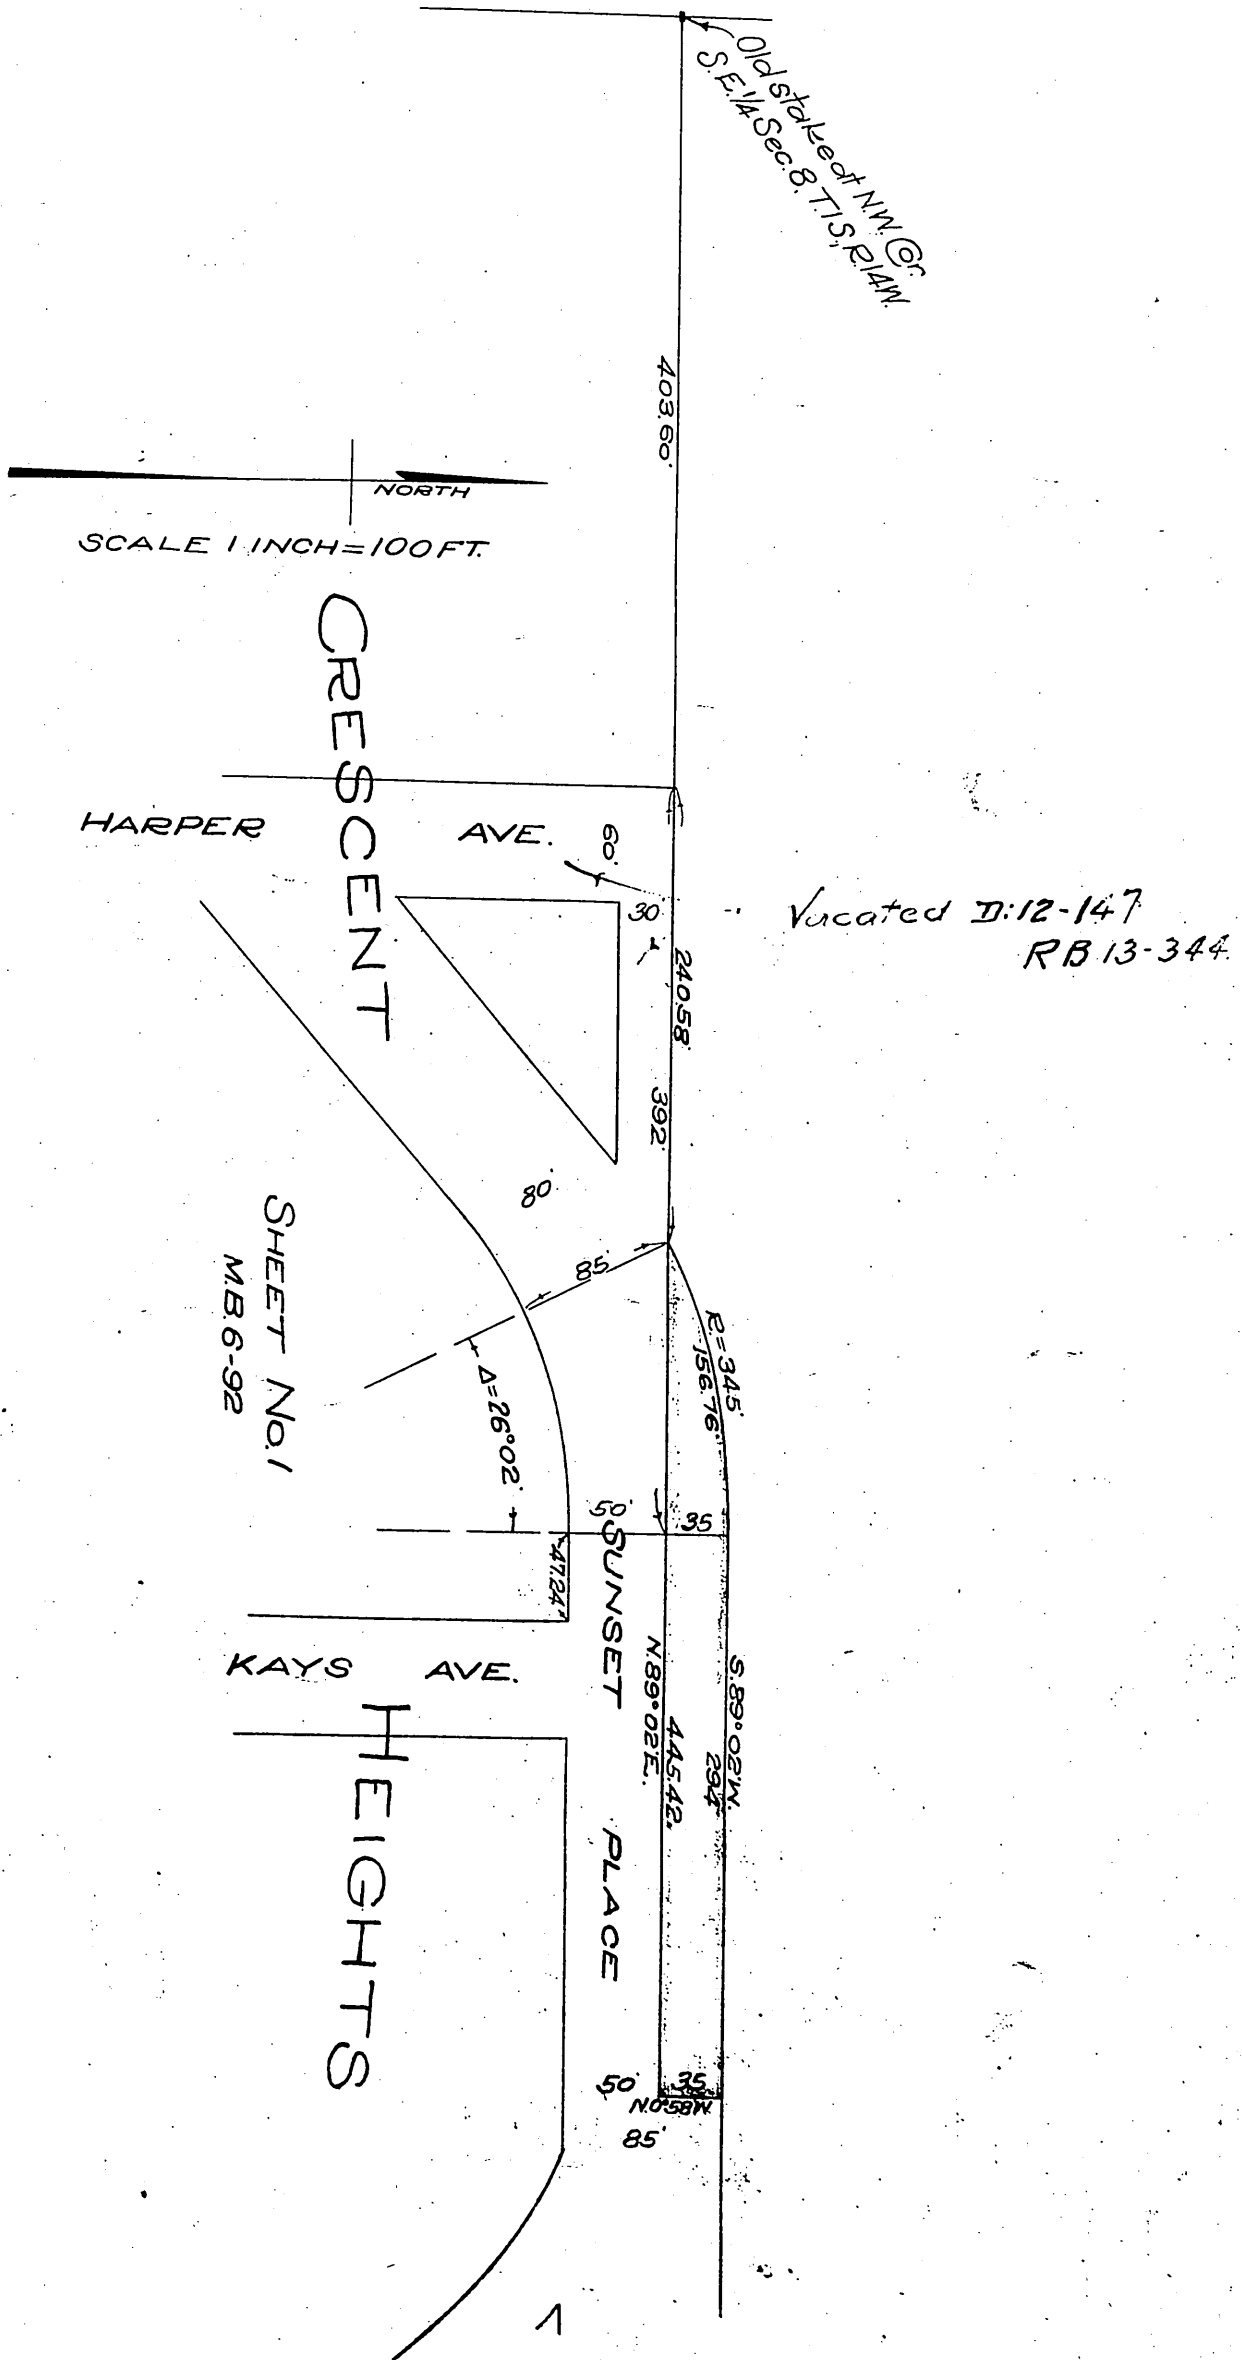 Old stake at N.W. Cor.
S.E. 1/4 Sec. 8. T.1S., R.14W.
403.60'
NORTH
SCALE 1 INCH=100 FT.
CRESCENT
HARPER AVE.
60'
30'
Vacated D:12-147
RB 13-344.
240.58'
392'
80'
85'
R=345'
156.76'
Δ=26°02'
SHEET No.1
M.B. 6-92
50'
35
47.24'
SUNSET PLACE
KAYS AVE.
N.89°02'E.
445.42'
S.89°02'W.
294'
HEIGHTS
50'
35
N.0°58'W.
85'